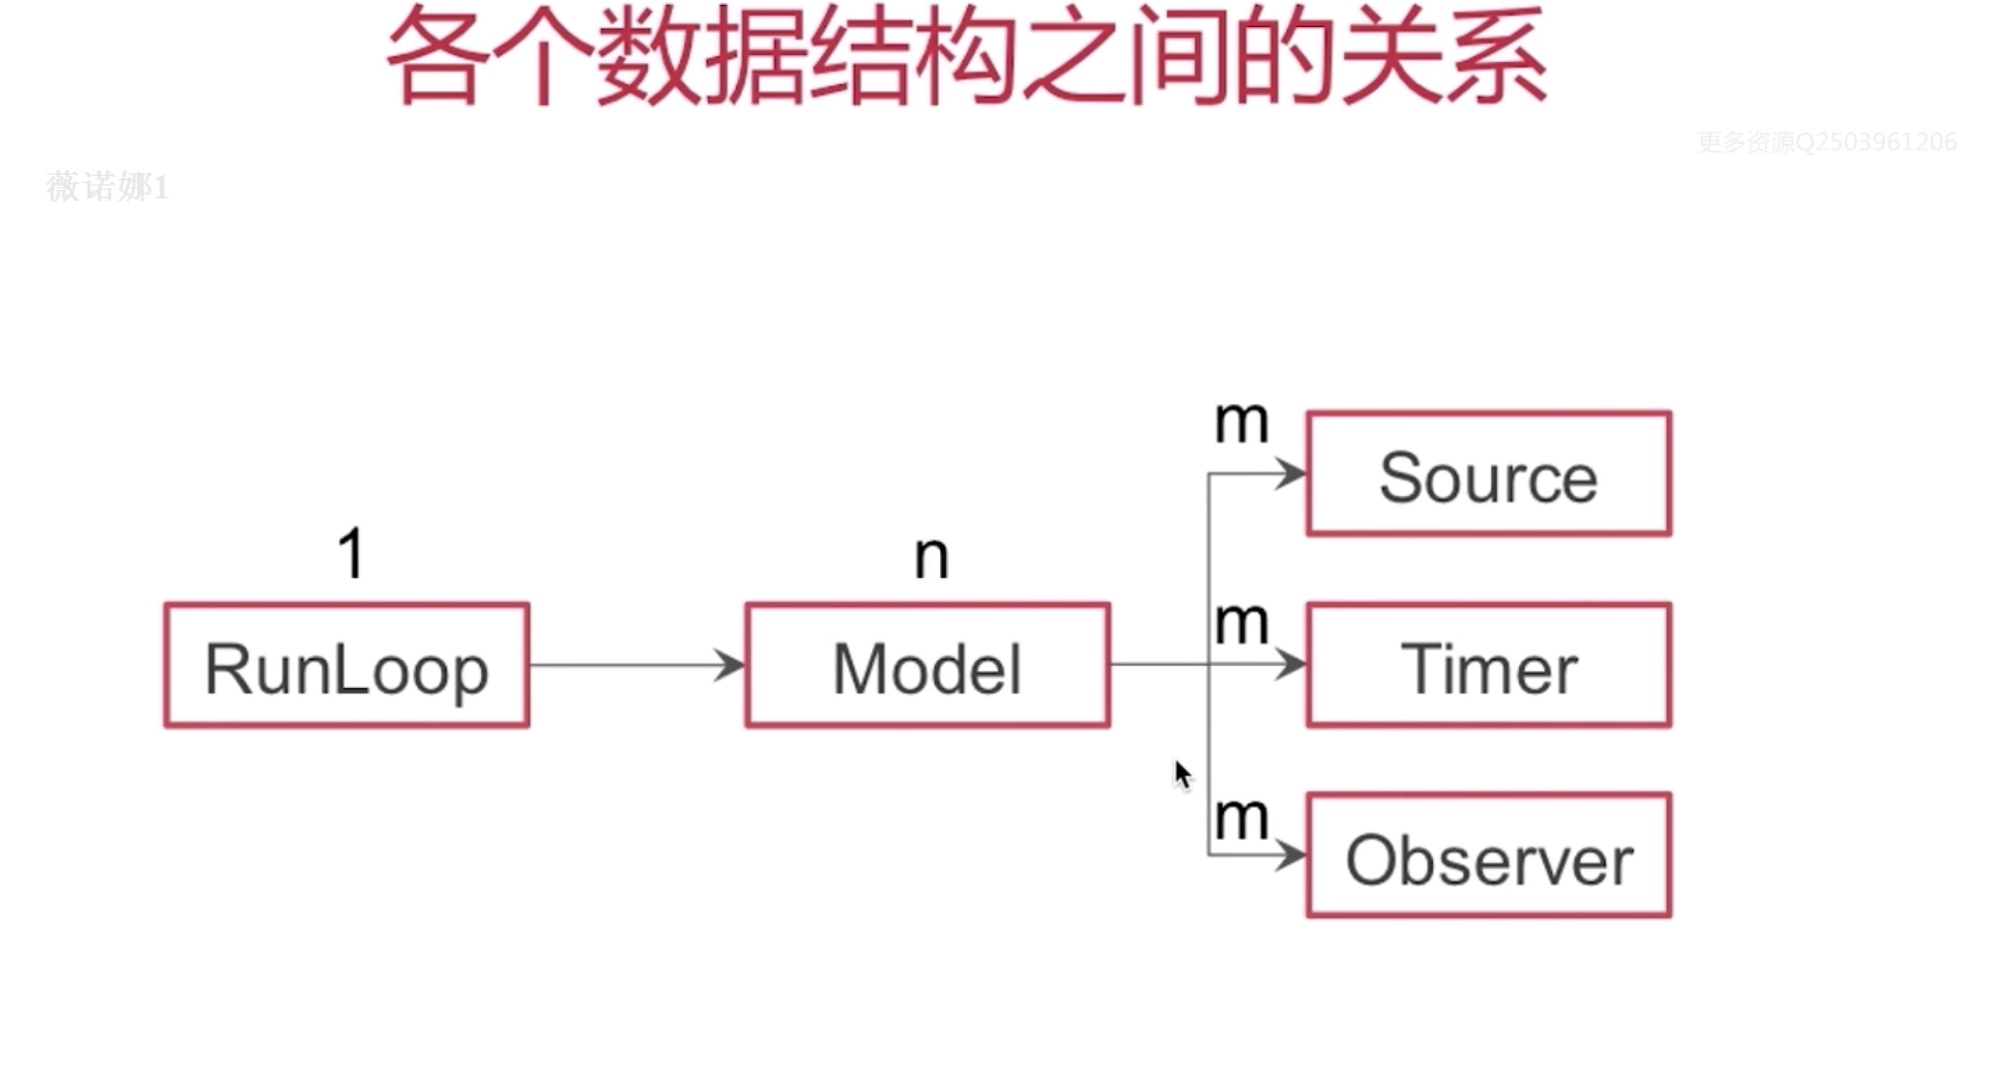 各个数据结构之间的关系
更多资源Q2503961206
薇诺娜1
1
RunLoop
n
Model
m
Source
m
Timer
m
Observer